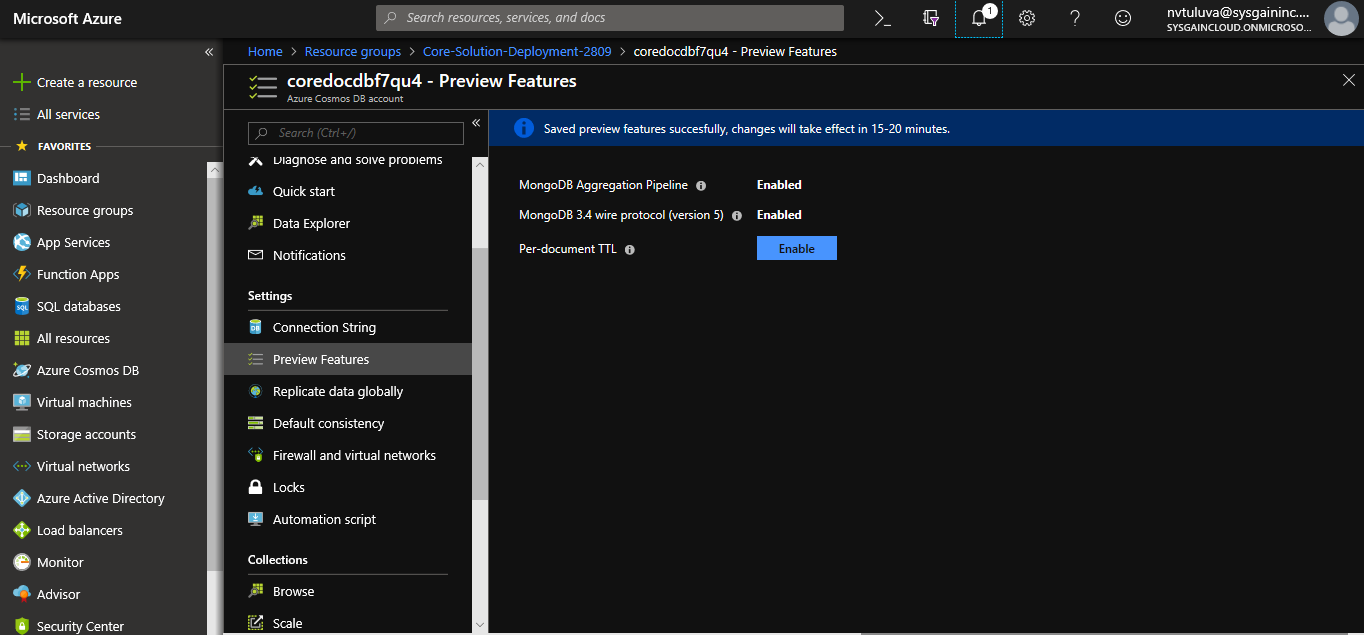 Microsoft Azure
Search resources, services, and docs
1
nvtuluva@sysgaininc....
SYSGAINCLOUD.ONMICROSO...
«
Create a resource
All services
FAVORITES
Dashboard
Resource groups
App Services
Function Apps
SQL databases
All resources
Azure Cosmos DB
Virtual machines
Storage accounts
Virtual networks
Azure Active Directory
Load balancers
Monitor
Advisor
Security Center
Home > Resource groups > Core-Solution-Deployment-2809 > coredocdbf7qu4 - Preview Features
coredocdbf7qu4 - Preview Features
Azure Cosmos DB account
Search (Ctrl+/)
«
Diagnose and solve problems
Quick start
Data Explorer
Notifications
Settings
Connection String
Preview Features
Replicate data globally
Default consistency
Firewall and virtual networks
Locks
Automation script
Collections
Browse
Scale
Saved preview features succesfully, changes will take effect in 15-20 minutes.
MongoDB Aggregation Pipeline Enabled
MongoDB 3.4 wire protocol (version 5) Enabled
Per-document TTL Enable